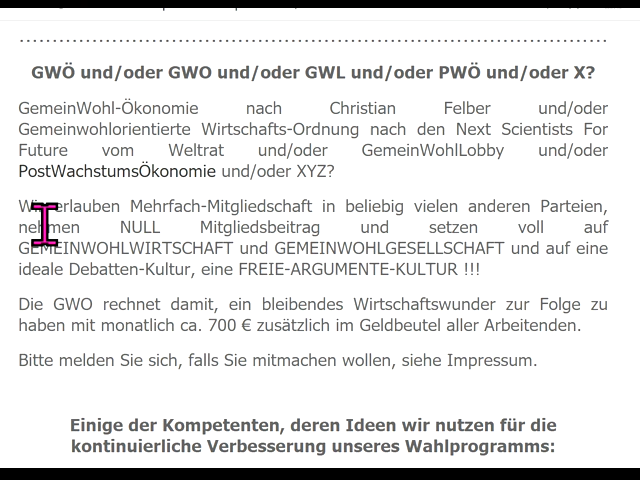 GWÖ und/oder GWO und/oder GWL und/oder PWÖ und/oder X?
GemeinWohl-Ökonomie nach Christian Felber und/oder
Gemeinwohlorientierte Wirtschafts-Ordnung nach den Next Scientists For
Future vom Weltrat und/oder GemeinWohlLobby und/oder
PostWachstumsÖkonomie und/oder XYZ?
Wir erlauben Mehrfach-Mitgliedschaft in beliebig vielen anderen Parteien,
nehmen NULL Mitgliedsbeitrag und setzen voll auf
GEMEINWOHLWIRTSCHAFT und GEMEINWOHLGESELLSCHAFT und auf eine
ideale Debatten-Kultur, eine FREIE-ARGUMENTE-KULTUR !!!
Die GWO rechnet damit, ein bleibendes Wirtschaftswunder zur Folge zu
haben mit monatlich ca. 700 € zusätzlich im Geldbeutel aller Arbeitenden.
Bitte melden Sie sich, falls Sie mitmachen wollen, siehe Impressum.
Einige der Kompetenten, deren Ideen wir nutzen für die
kontinuierliche Verbesserung unseres Wahlprogramms: